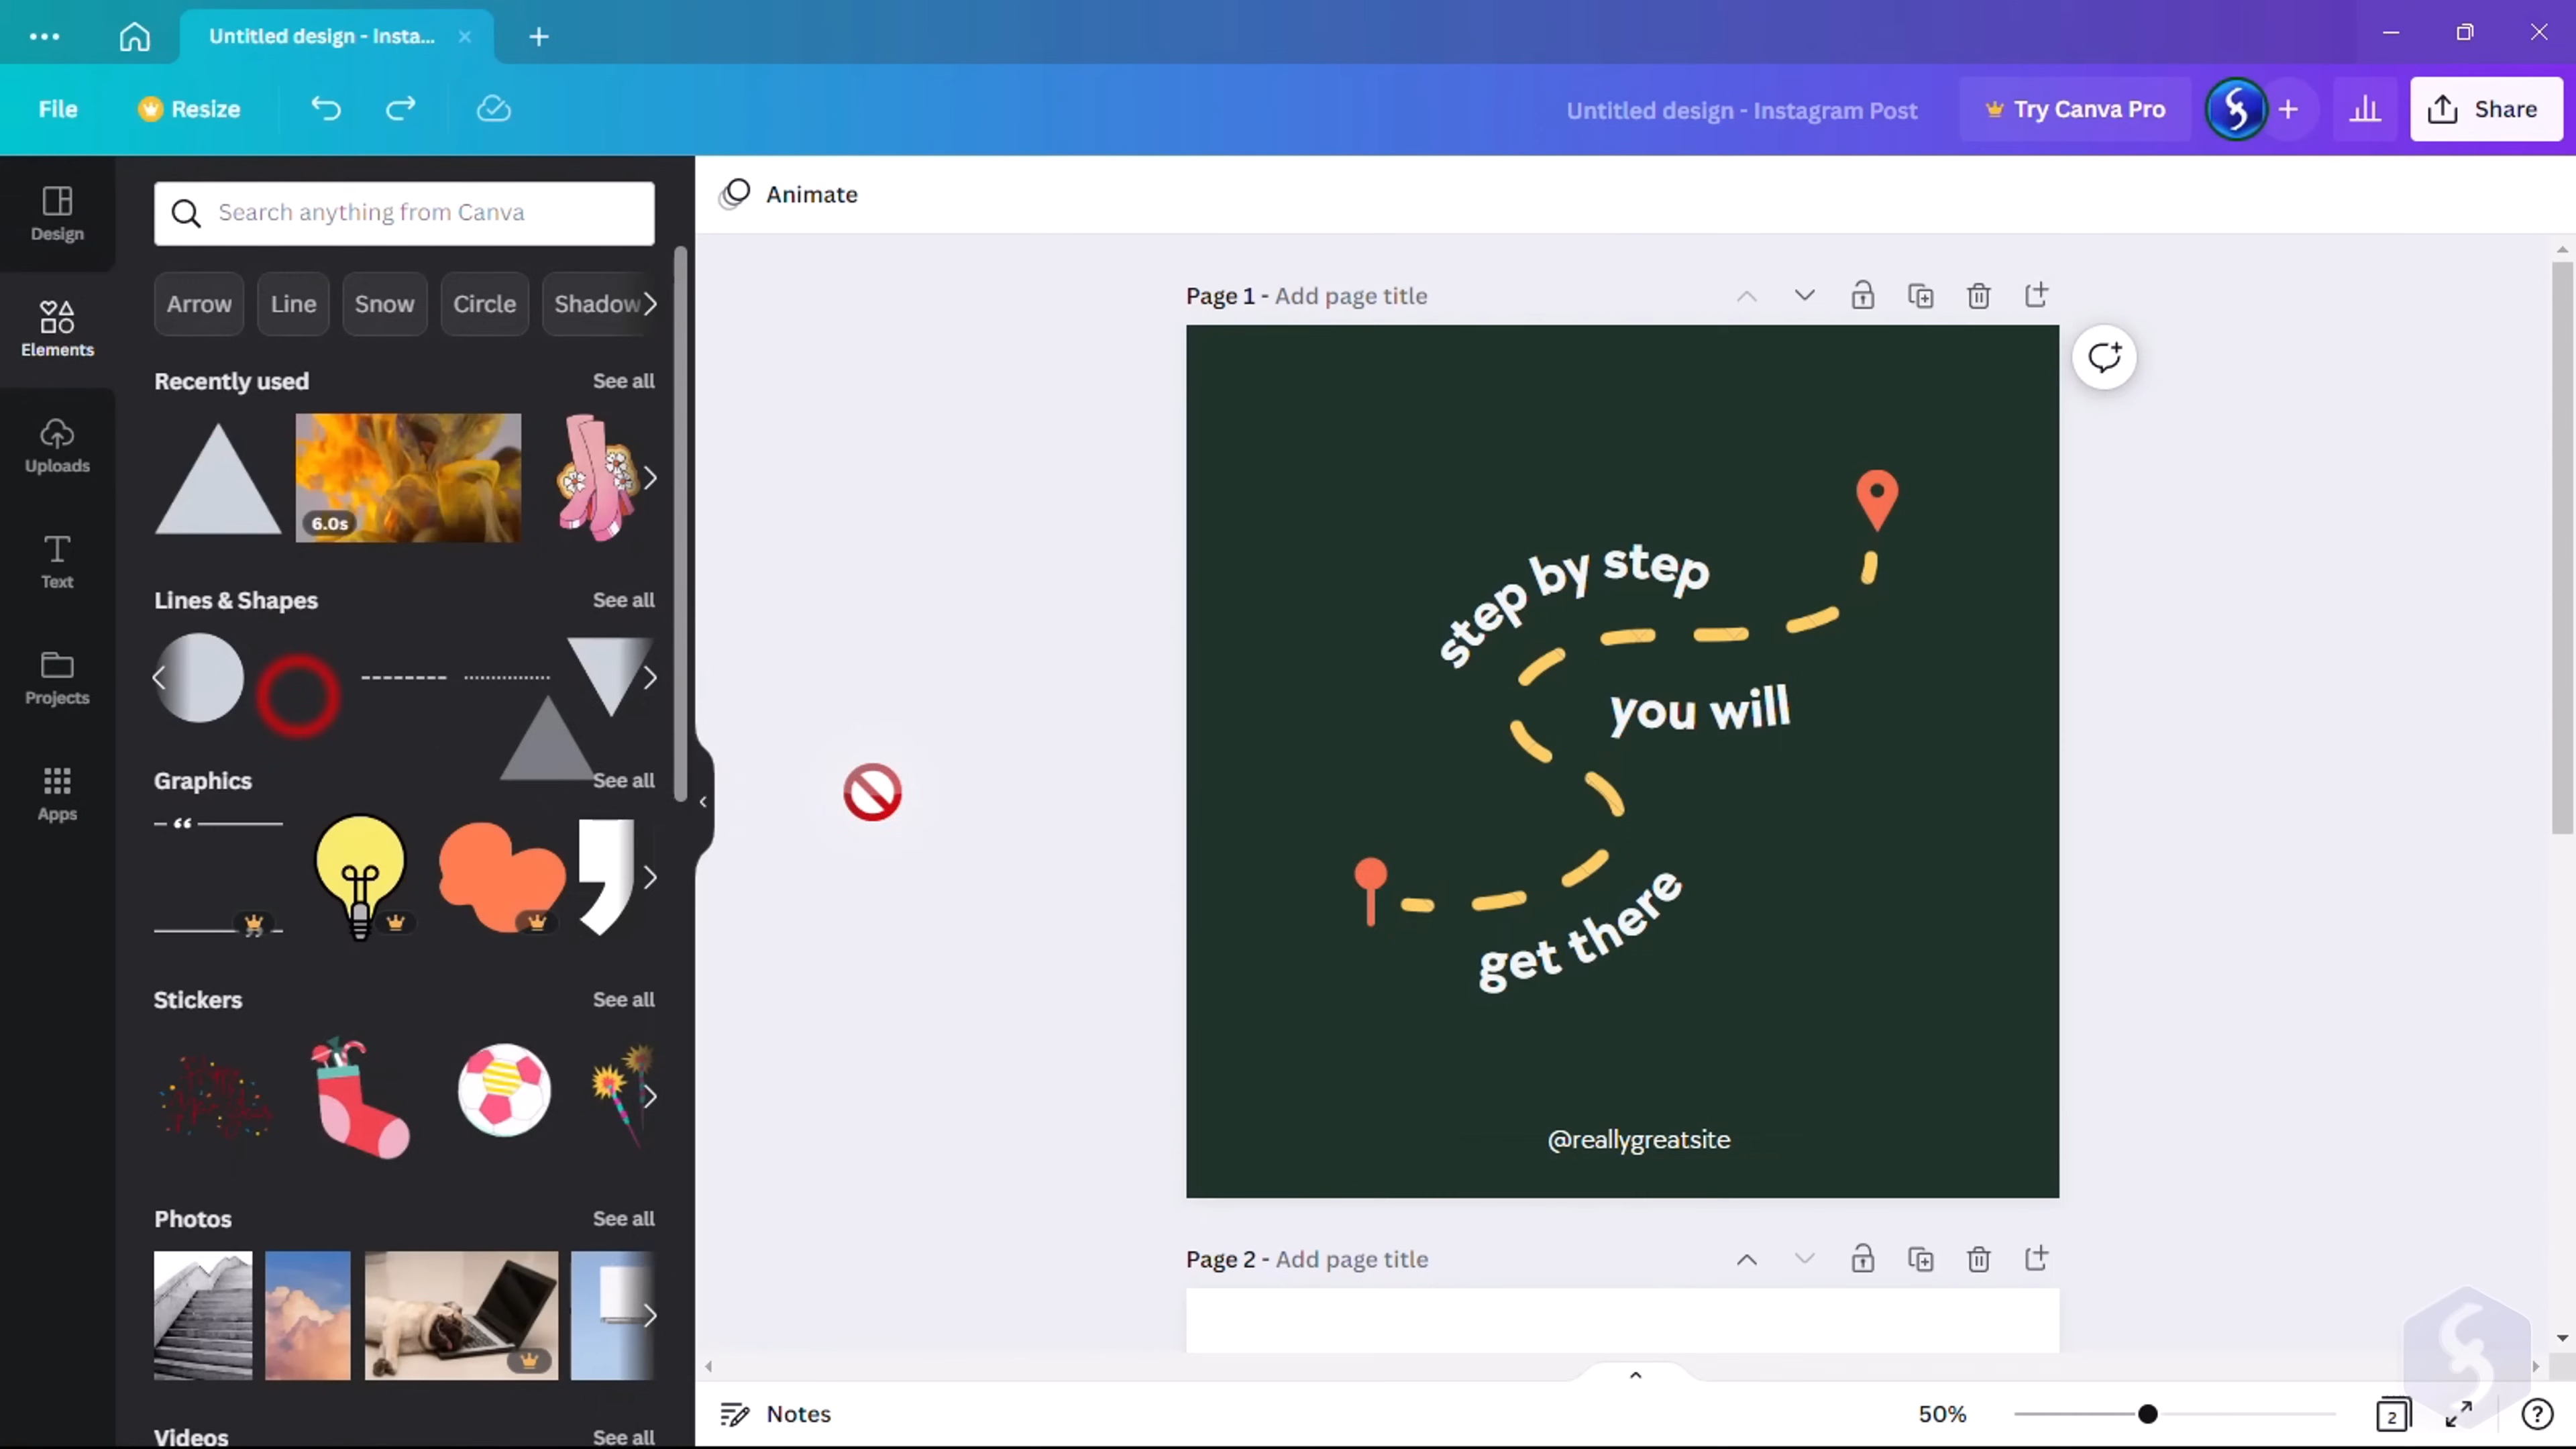 Untitled design - Insta...
File
Resize
Untitled design - Instagram Post
Try Canva Pro
Share
Design
Elements
Uploads
Text
Projects
Apps
Search anything from Canva
Arrow
Line
Snow
Circle
Shadow
Recently used
See all
6.0s
Lines & Shapes
See all
Graphics
See all
Stickers
See all
Photos
See all
Videos
See all
Animate
Page 1 - Add page title
step by step
you will
get there
@reallygreatsite
Page 2 - Add page title
Notes
50%
2